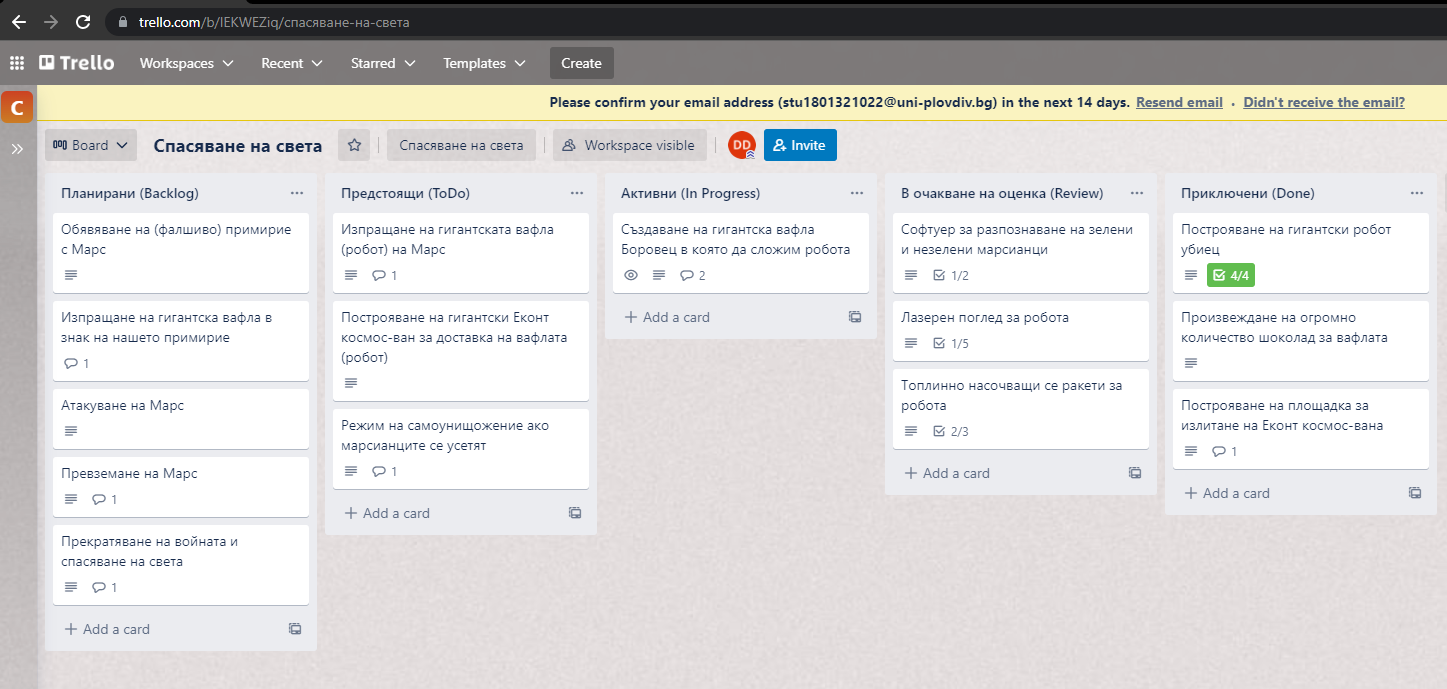 trello.com/b/IEKWEZiq/спасяване-на-света
Trello Workspaces Recent Starred Templates Create
C
Please confirm your email address (stu1801321022@uni-plovdiv.bg) in the next 14 days. Resend email · Didn't receive the email?
Board Спасяване на света Спасяване на света Workspace visible DD Invite
Планирани (Backlog)
Обявяване на (фалшиво) примирие
с Марс
Изпращане на гигантска вафла в
знак на нашето примирие
1
Атакуване на Марс
Превземане на Марс
1
Прекратяване на войната и
спасяване на света
1
+ Add a card
Предстоящи (ToDo)
Изпращане на гигантската вафла
(робот) на Марс
1
Построяване на гигантски Еконт
космос-ван за доставка на вафлата
(робот)
Режим на самоунищожение ако
марсианците се усетят
1
+ Add a card
Активни (In Progress)
Създаване на гигантска вафла
Боровец в която да сложим робота
2
+ Add a card
В очакване на оценка (Review)
Софтуер за разпознаване на зелени
и незелени марсианци
1/2
Лазерен поглед за робота
1/5
Топлинно насочващи се ракети за
робота
2/3
+ Add a card
Приключени (Done)
Построяване на гигантски робот
убиец
4/4
Произвеждане на огромно
количество шоколад за вафлата
Построяване на площадка за
излитане на Еконт космос-вана
1
+ Add a card